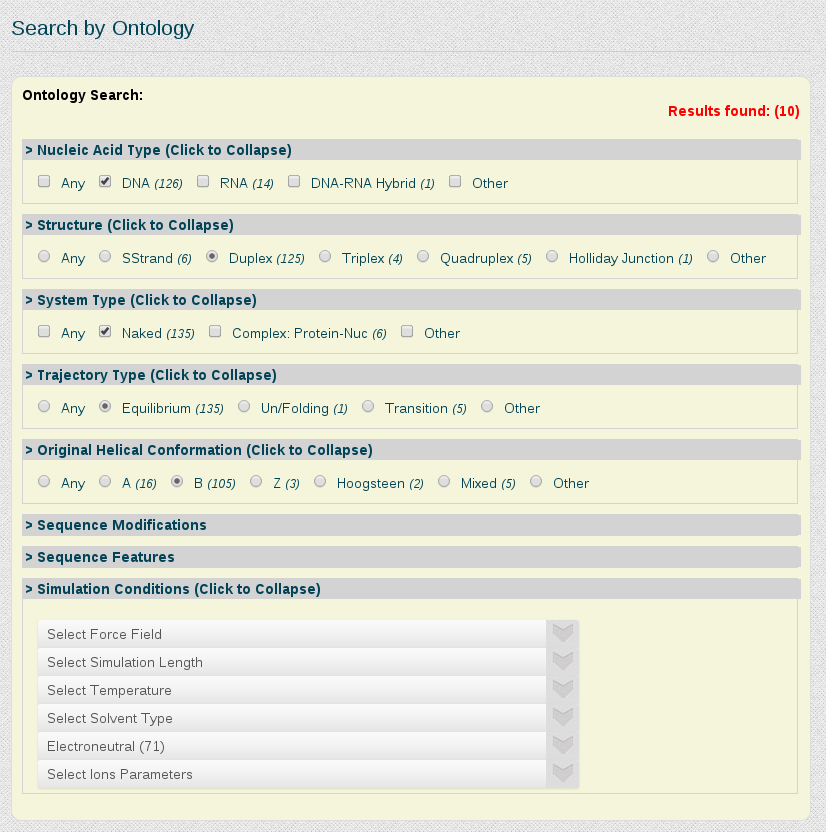 Search by Ontology
Ontology Search:
Results found: (10)
> Nucleic Acid Type (Click to Collapse)
Any DNA (126) RNA (14) DNA-RNA Hybrid (1) Other
> Structure (Click to Collapse)
Any SStrand (6) Duplex (125) Triplex (4) Quadruplex (5) Holliday Junction (1) Other
> System Type (Click to Collapse)
Any Naked (135) Complex: Protein-Nuc (6) Other
> Trajectory Type (Click to Collapse)
Any Equilibrium (135) Un/Folding (1) Transition (5) Other
> Original Helical Conformation (Click to Collapse)
Any A (16) B (105) Z (3) Hoogsteen (2) Mixed (5) Other
> Sequence Modifications
> Sequence Features
> Simulation Conditions (Click to Collapse)
Select Force Field
Select Simulation Length
Select Temperature
Select Solvent Type
Electroneutral (71)
Select Ions Parameters